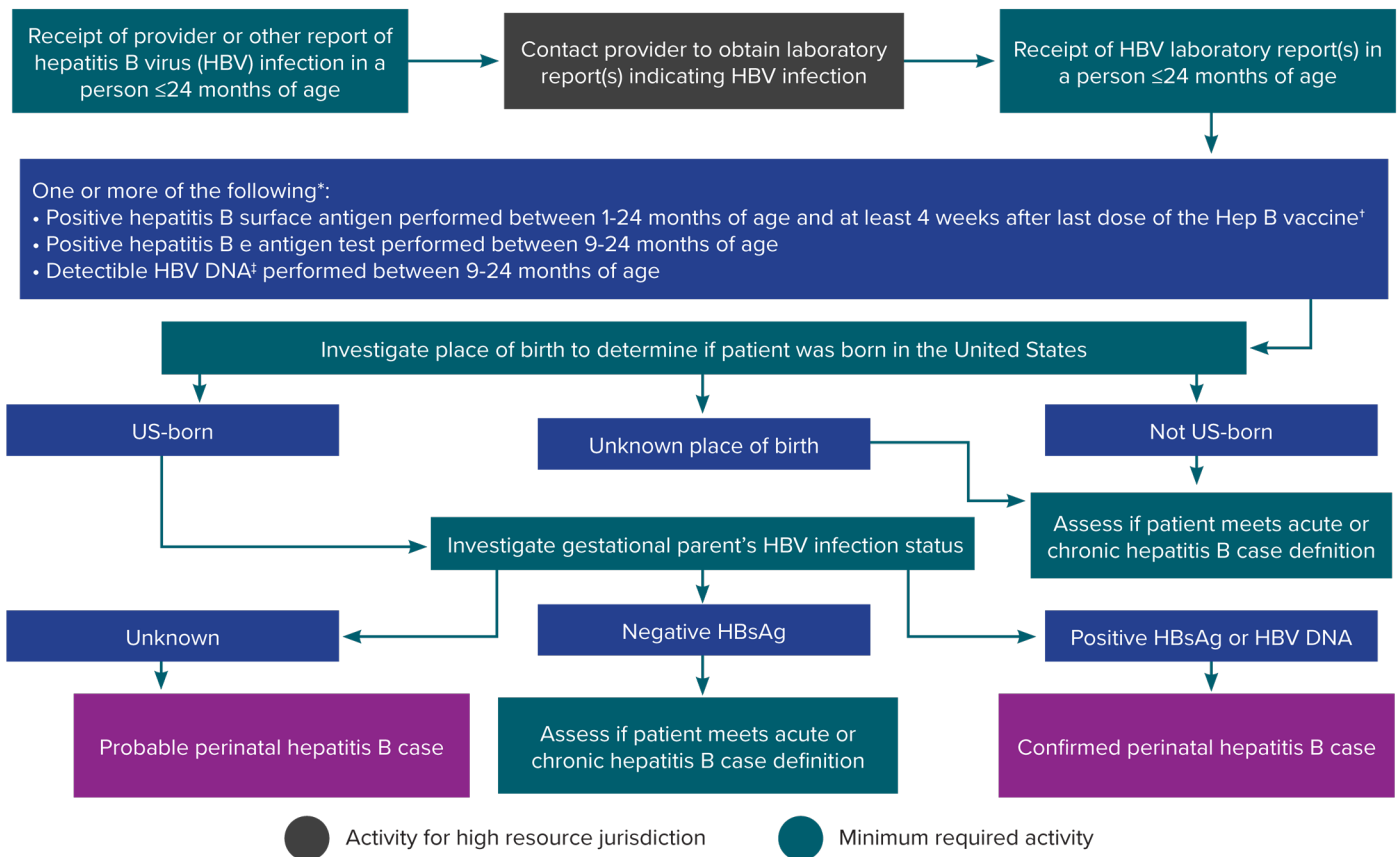 Receipt of provider or other report of
hepatitis B virus (HBV) infection in a
person ≤24 months of age
Contact provider to obtain laboratory
report(s) indicating HBV infection
Receipt of HBV laboratory report(s) in
a person ≤24 months of age
One or more of the following*:
• Positive hepatitis B surface antigen performed between 1-24 months of age and at least 4 weeks after last dose of the Hep B vaccine†
• Positive hepatitis B e antigen test performed between 9-24 months of age
• Detectible HBV DNA‡ performed between 9-24 months of age
Investigate place of birth to determine if patient was born in the United States
US-born
Unknown place of birth
Not US-born
Assess if patient meets acute or
chronic hepatitis B case defnition
Investigate gestational parent’s HBV infection status
Unknown
Negative HBsAg
Positive HBsAg or HBV DNA
Probable perinatal hepatitis B case
Assess if patient meets acute or
chronic hepatitis B case definition
Confirmed perinatal hepatitis B case
Activity for high resource jurisdiction
Minimum required activity